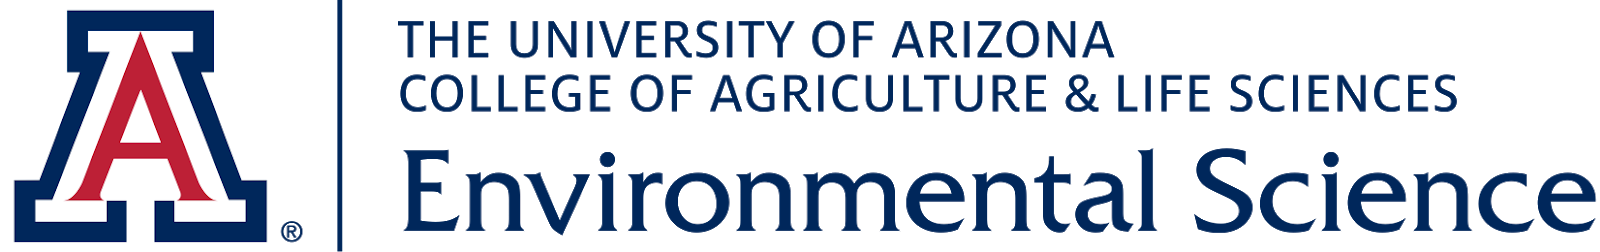 A®
THE UNIVERSITY OF ARIZONA
COLLEGE OF AGRICULTURE & LIFE SCIENCES
Environmental Science